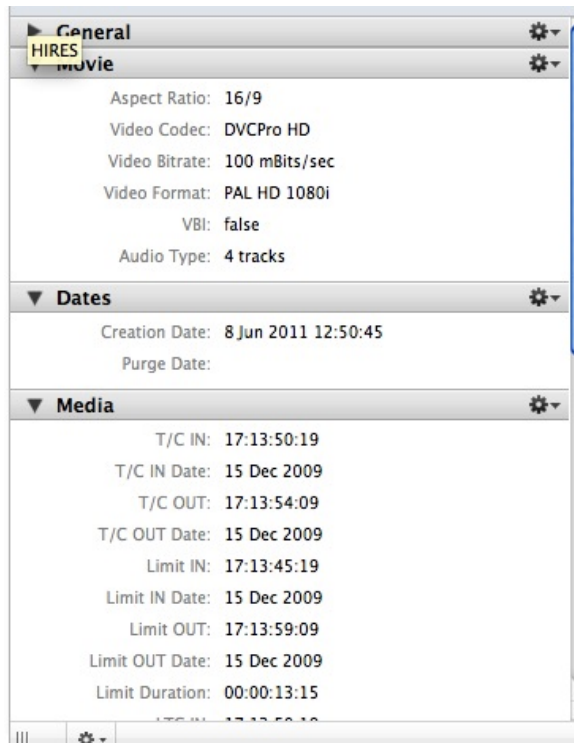 General
HIRES
Movie
Aspect Ratio: 16/9
Video Codec: DVCPro HD
Video Bitrate: 100 mBits/sec
Video Format: PAL HD 1080i
VBI: false
Audio Type: 4 tracks
Dates
Creation Date: 8 Jun 2011 12:50:45
Purge Date:
Media
T/C IN: 17:13:50:19
T/C IN Date: 15 Dec 2009
T/C OUT: 17:13:54:09
T/C OUT Date: 15 Dec 2009
Limit IN: 17:13:45:19
Limit IN Date: 15 Dec 2009
Limit OUT: 17:13:59:09
Limit OUT Date: 15 Dec 2009
Limit Duration: 00:00:13:15